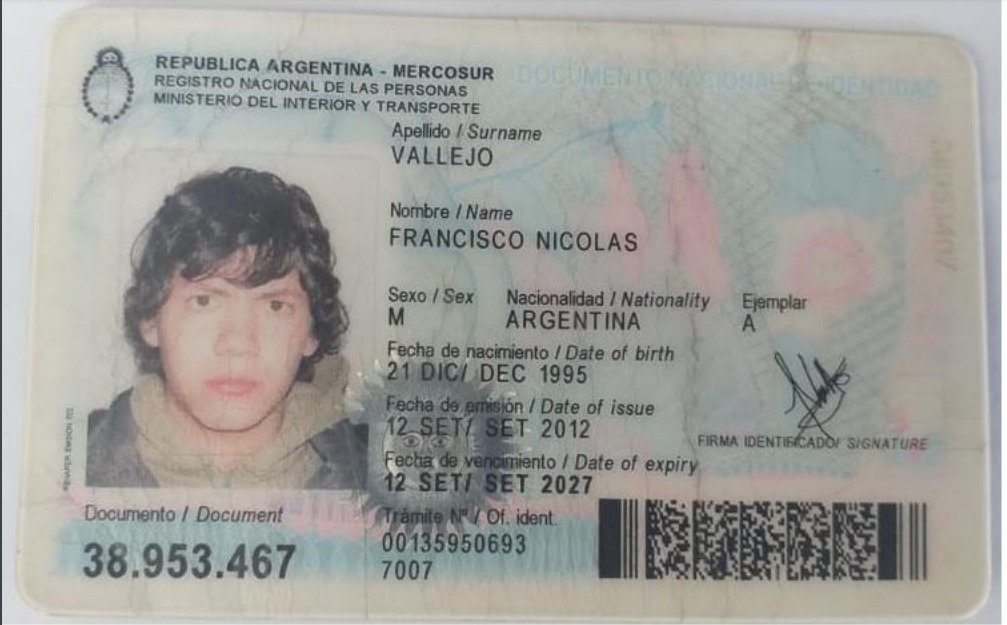 REPUBLICA ARGENTINA - MERCOSUR
REGISTRO NACIONAL DE LAS PERSONAS
MINISTERIO DEL INTERIOR Y TRANSPORTE
DOCUMENTO NACIONAL DE IDENTIDAD
Apellido / Surname
VALLEJO
Nombre / Name
FRANCISCO NICOLAS
Sexo / Sex Nacionalidad / Nationality Ejemplar
M ARGENTINA A
Fecha de nacimiento / Date of birth
21 DIC/ DEC 1995
Fecha de emisión / Date of issue
12 SET/ SET 2012
FIRMA IDENTIFICADO/ SIGNATURE
Fecha de vencimiento / Date of expiry
12 SET/ SET 2027
Documento / Document
38.953.467
Trámite Nº / Of. ident.
00135950693
7007